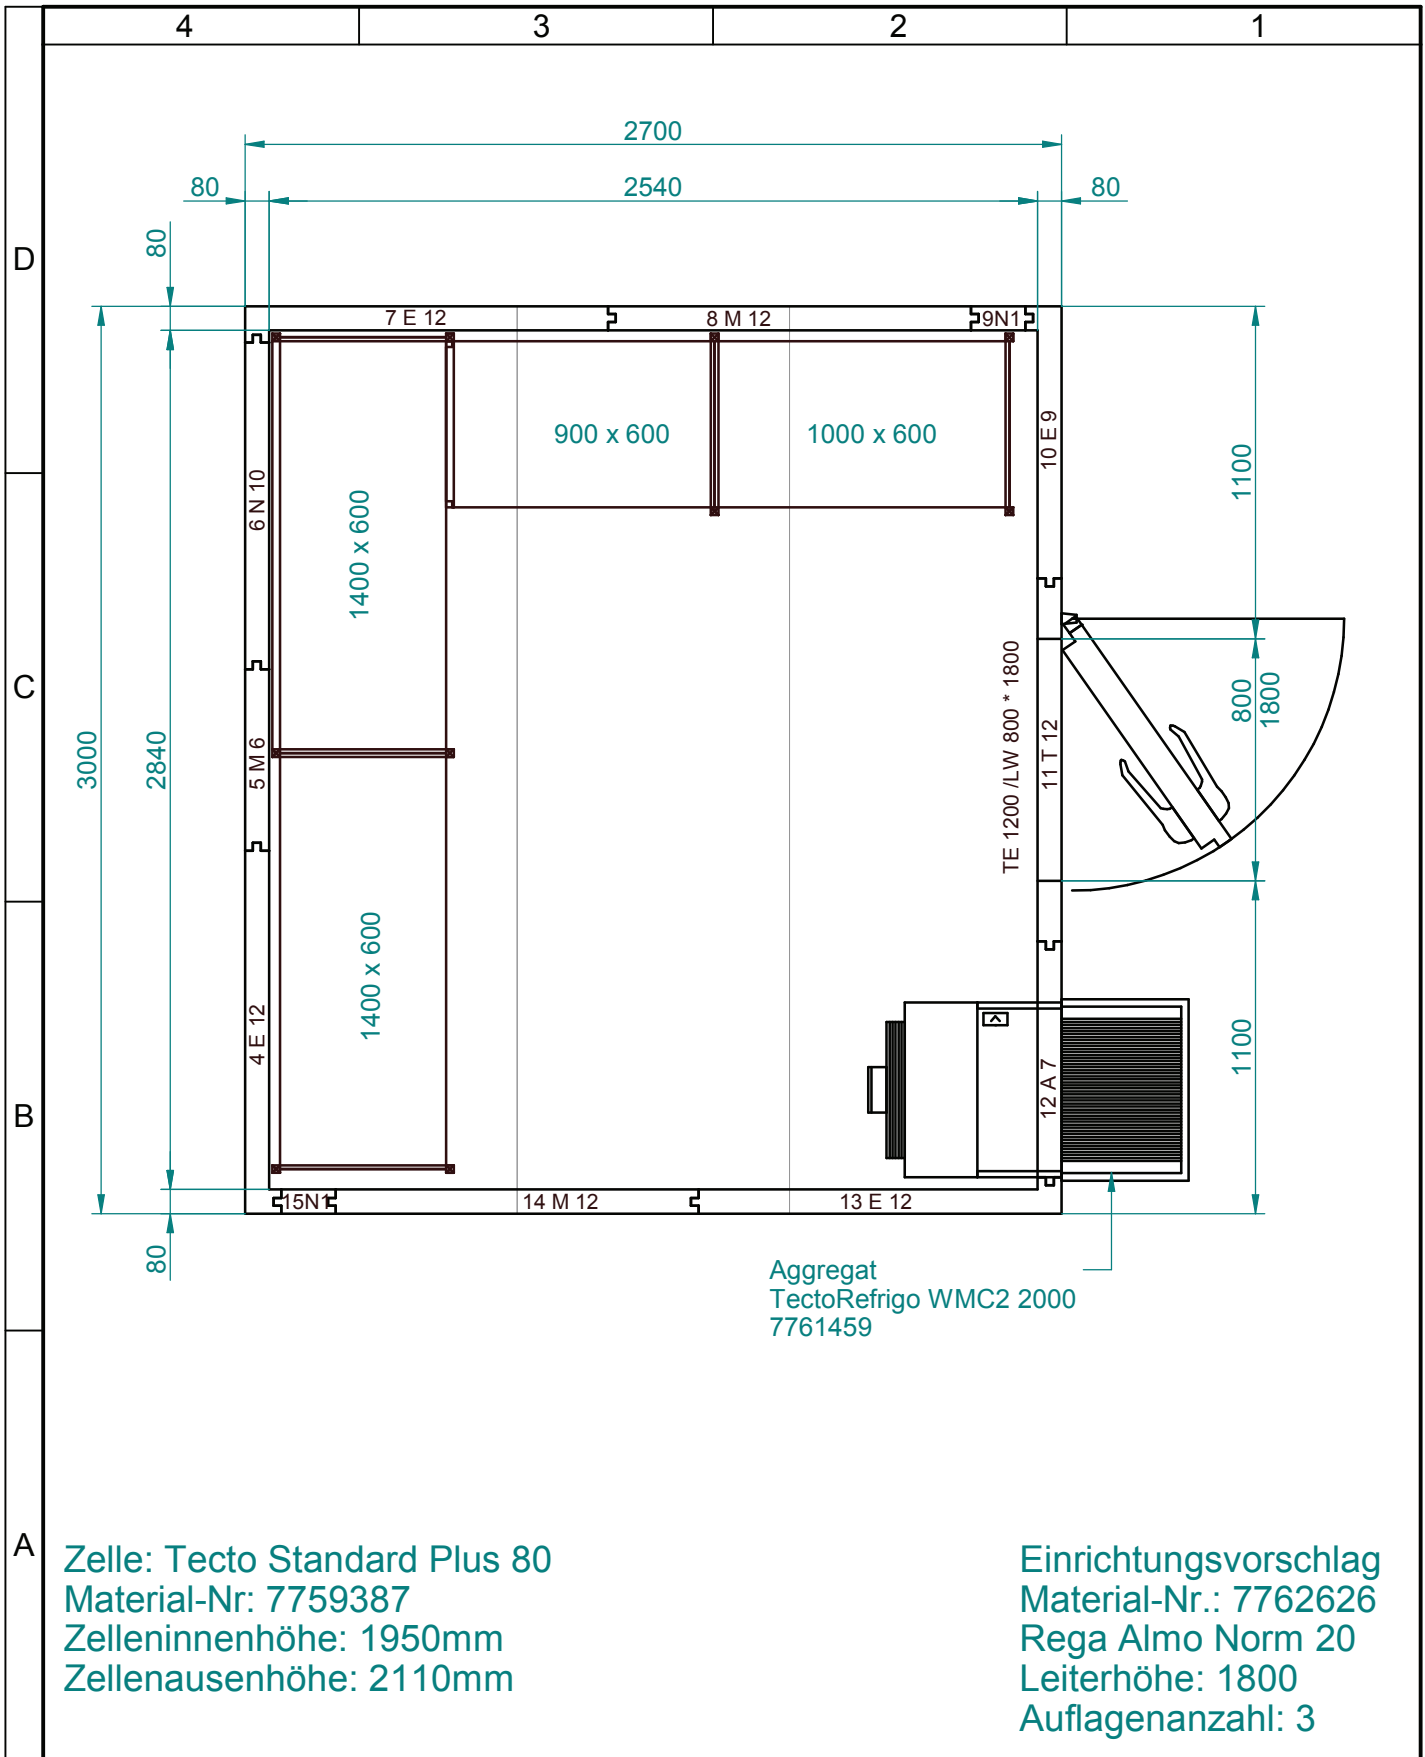 4 3 2 1
2700
80 2540 80
80
D
7 E 12 8 M 12 9N1
10 E 9
900 x 600 1000 x 600
1100
6 N 10
1400 x 600
C
TE 1200 /LW 800 * 1800
800
1800
11 T 12
3000
2840
5 M 6
1400 x 600
4 E 12
12 A 7
1100
B
15N1 14 M 12 13 E 12
80
Aggregat
TectoRefrigo WMC2 2000
7761459
A
Zelle: Tecto Standard Plus 80
Material-Nr: 7759387
Zelleninnenhöhe: 1950mm
Zellenausenhöhe: 2110mm
Einrichtungsvorschlag
Material-Nr.: 7762626
Rega Almo Norm 20
Leiterhöhe: 1800
Auflagenanzahl: 3